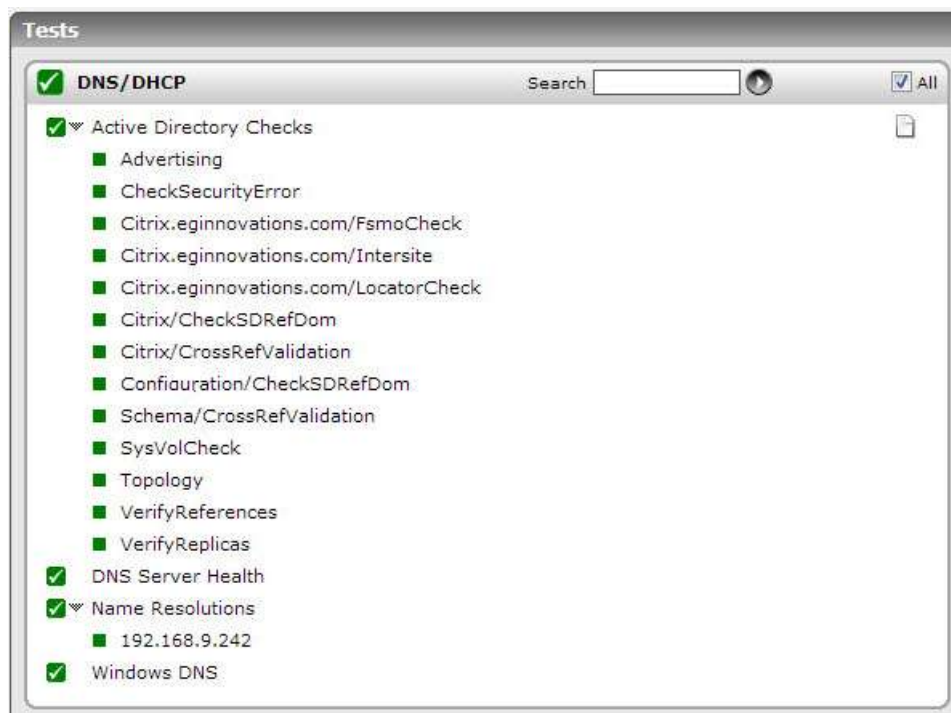 Tests
DNS/DHCP Search All
Active Directory Checks
Advertising
CheckSecurityError
Citrix.eginnovations.com/FsmoCheck
Citrix.eginnovations.com/Intersite
Citrix.eginnovations.com/LocatorCheck
Citrix/CheckSDRefDom
Citrix/CrossRefValidation
Configuration/CheckSDRefDom
Schema/CrossRefValidation
SysVolCheck
Topology
VerifyReferences
VerifyReplicas
DNS Server Health
Name Resolutions
192.168.9.242
Windows DNS